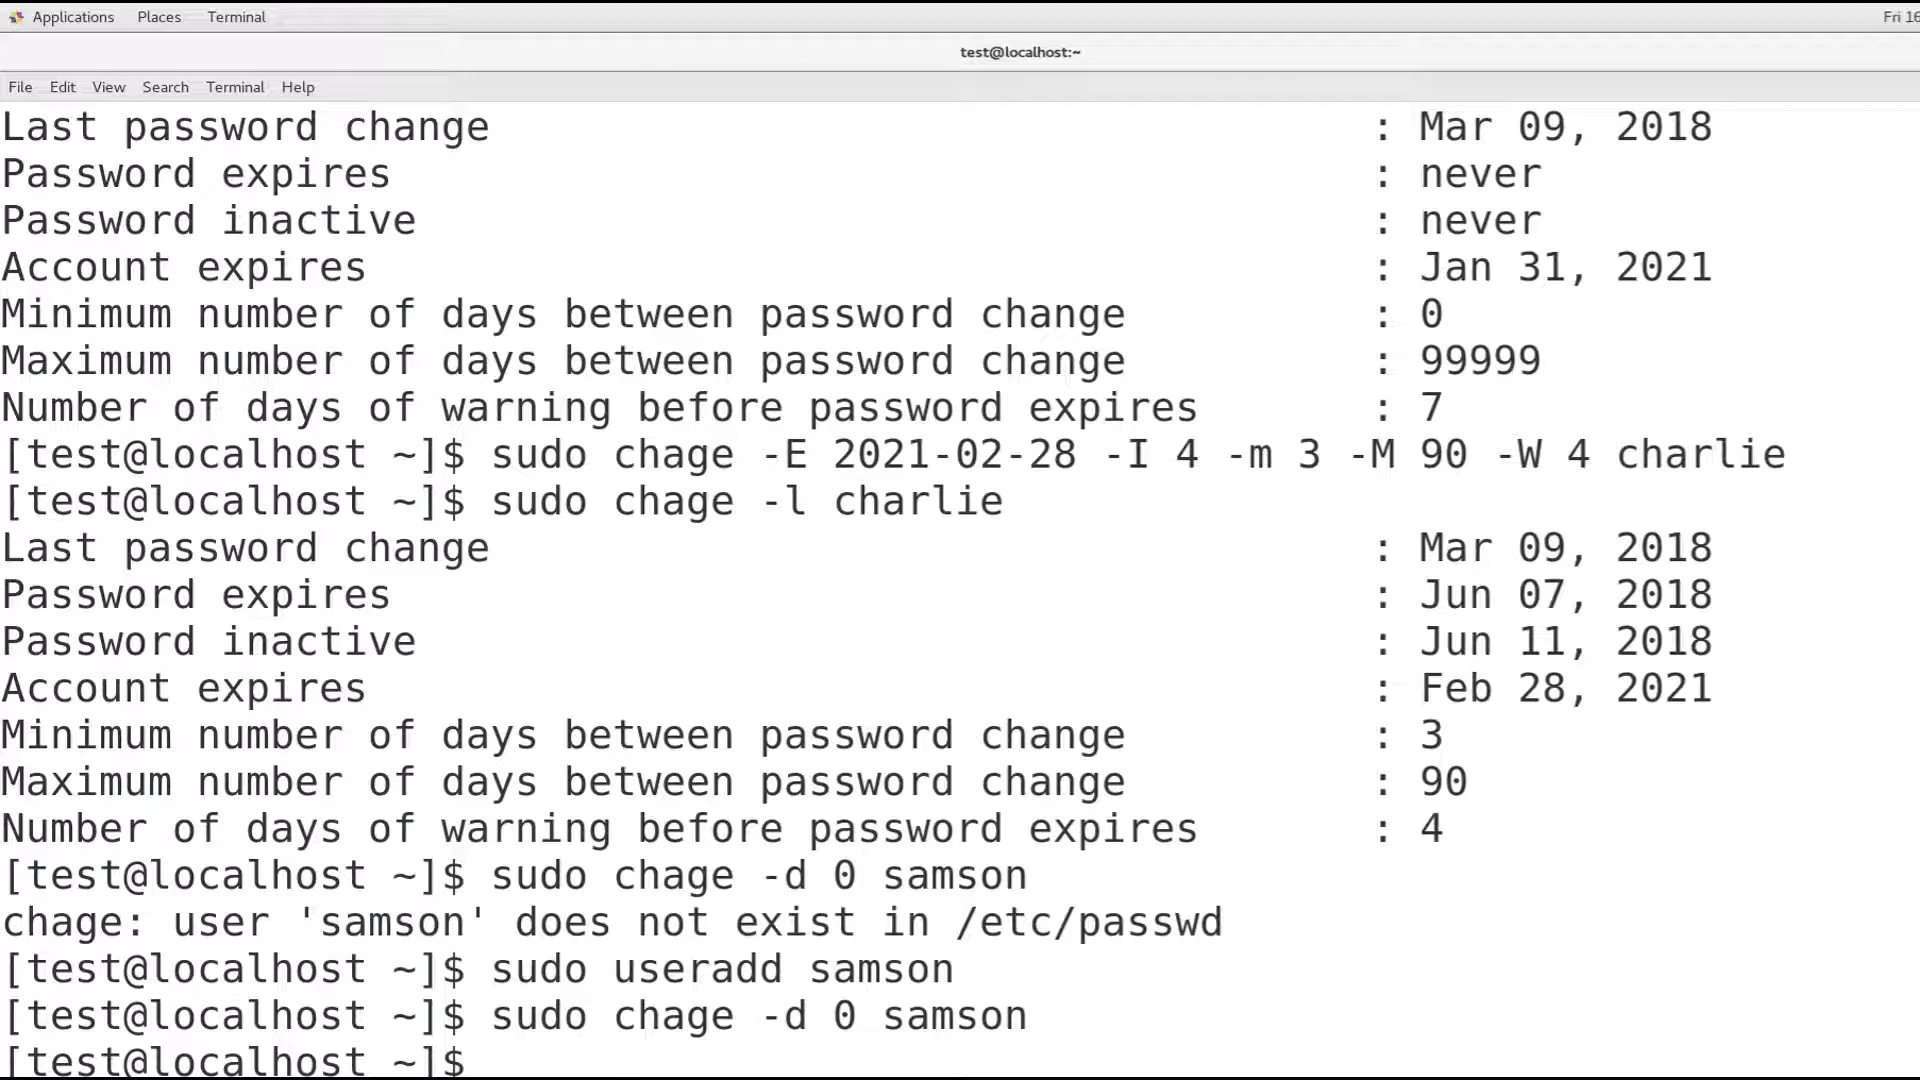 Applications Places Terminal Fri 16
test@localhost:~
File Edit View Search Terminal Help
Last password change : Mar 09, 2018
Password expires : never
Password inactive : never
Account expires : Jan 31, 2021
Minimum number of days between password change : 0
Maximum number of days between password change : 99999
Number of days of warning before password expires : 7
[test@localhost ~]$ sudo chage -E 2021-02-28 -I 4 -m 3 -M 90 -W 4 charlie
[test@localhost ~]$ sudo chage -l charlie
Last password change : Mar 09, 2018
Password expires : Jun 07, 2018
Password inactive : Jun 11, 2018
Account expires : Feb 28, 2021
Minimum number of days between password change : 3
Maximum number of days between password change : 90
Number of days of warning before password expires : 4
[test@localhost ~]$ sudo chage -d 0 samson
chage: user 'samson' does not exist in /etc/passwd
[test@localhost ~]$ sudo useradd samson
[test@localhost ~]$ sudo chage -d 0 samson
[test@localhost ~]$